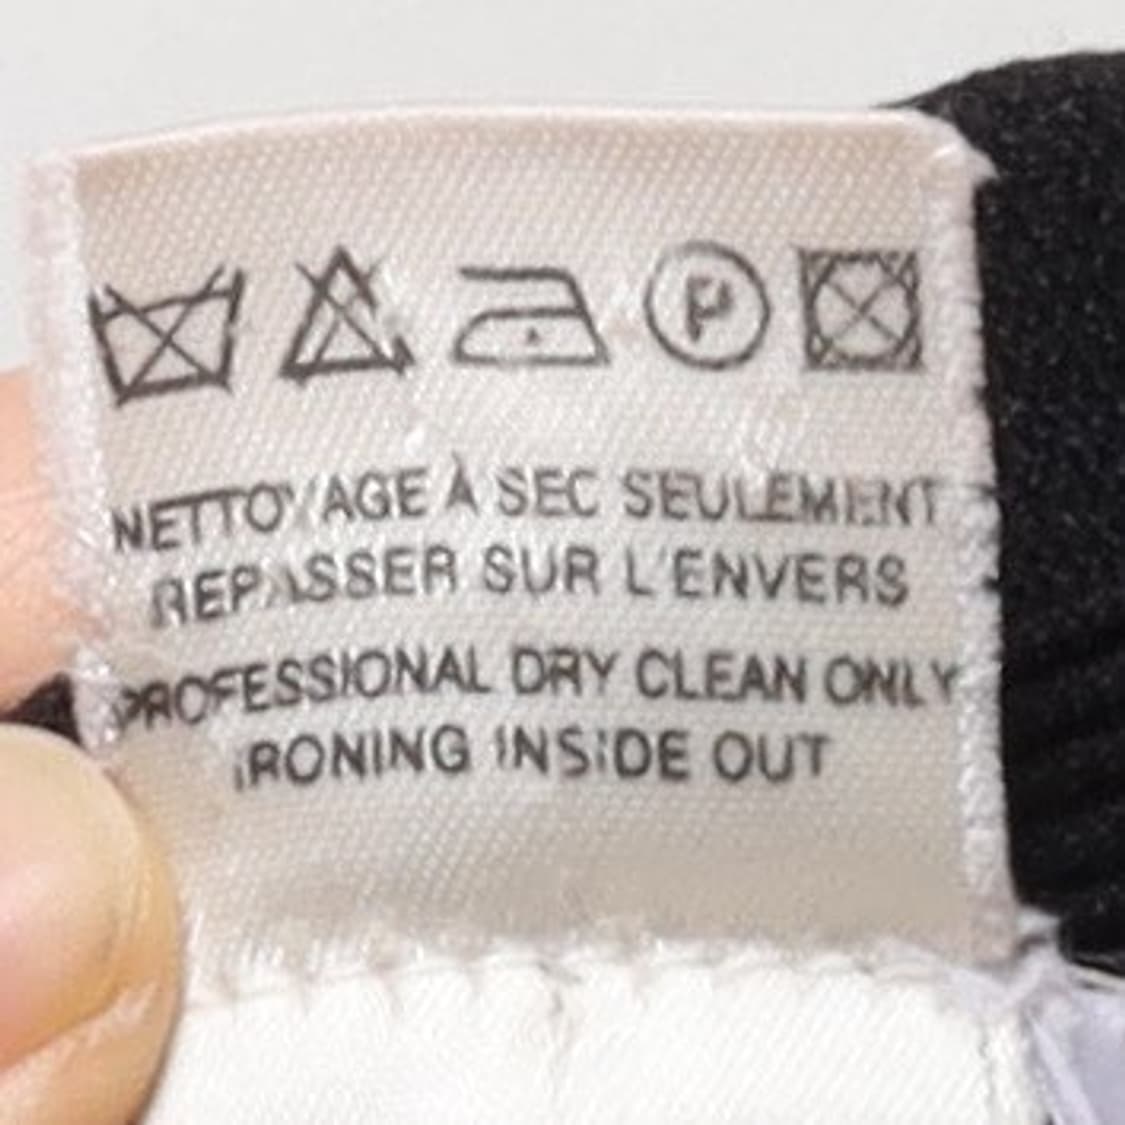 P
NETTOYAGE À SEC SEULEMENT
REPASSER SUR L'ENVERS
PROFESSIONAL DRY CLEAN ONLY
IRONING INSIDE OUT